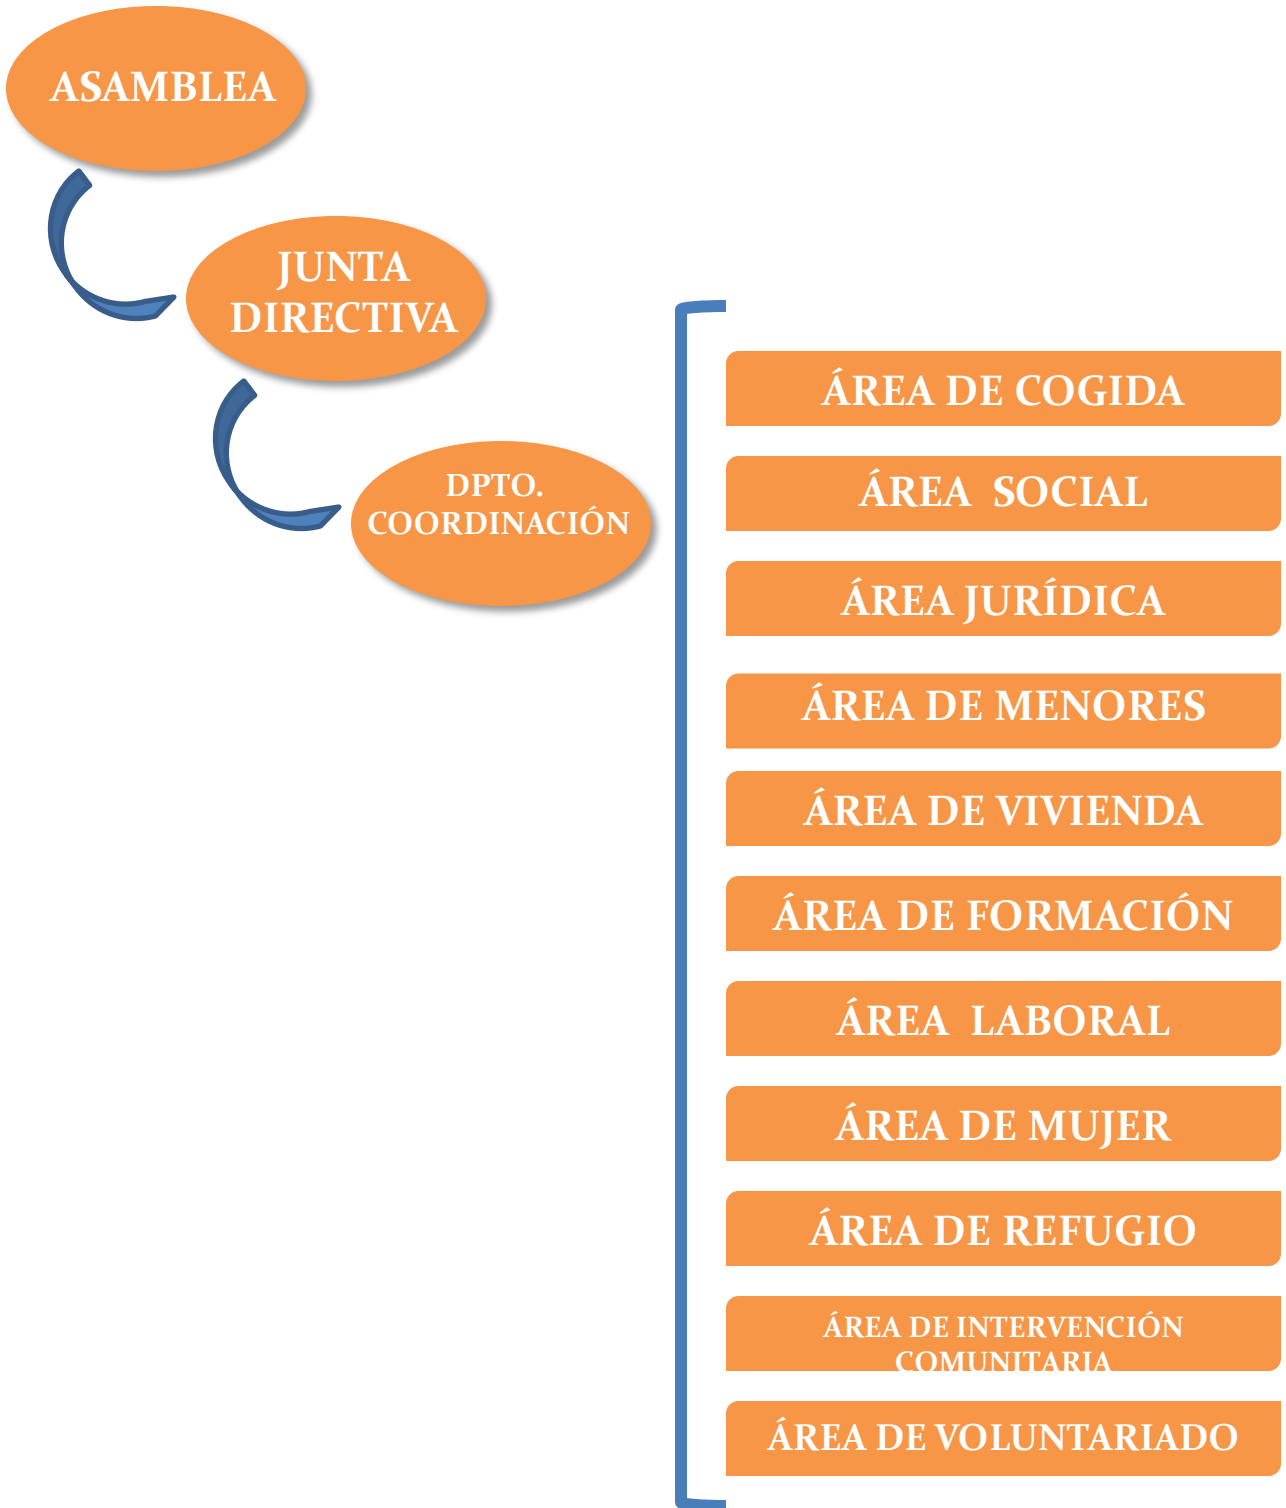 ASAMBLEA
JUNTA
DIRECTIVA
DPTO.
COORDINACIÓN
ÁREA DE COGIDA
ÁREA SOCIAL
ÁREA JURÍDICA
ÁREA DE MENORES
ÁREA DE VIVIENDA
ÁREA DE FORMACIÓN
ÁREA LABORAL
ÁREA DE MUJER
ÁREA DE REFUGIO
ÁREA DE INTERVENCIÓN
COMUNITARIA
ÁREA DE VOLUNTARIADO